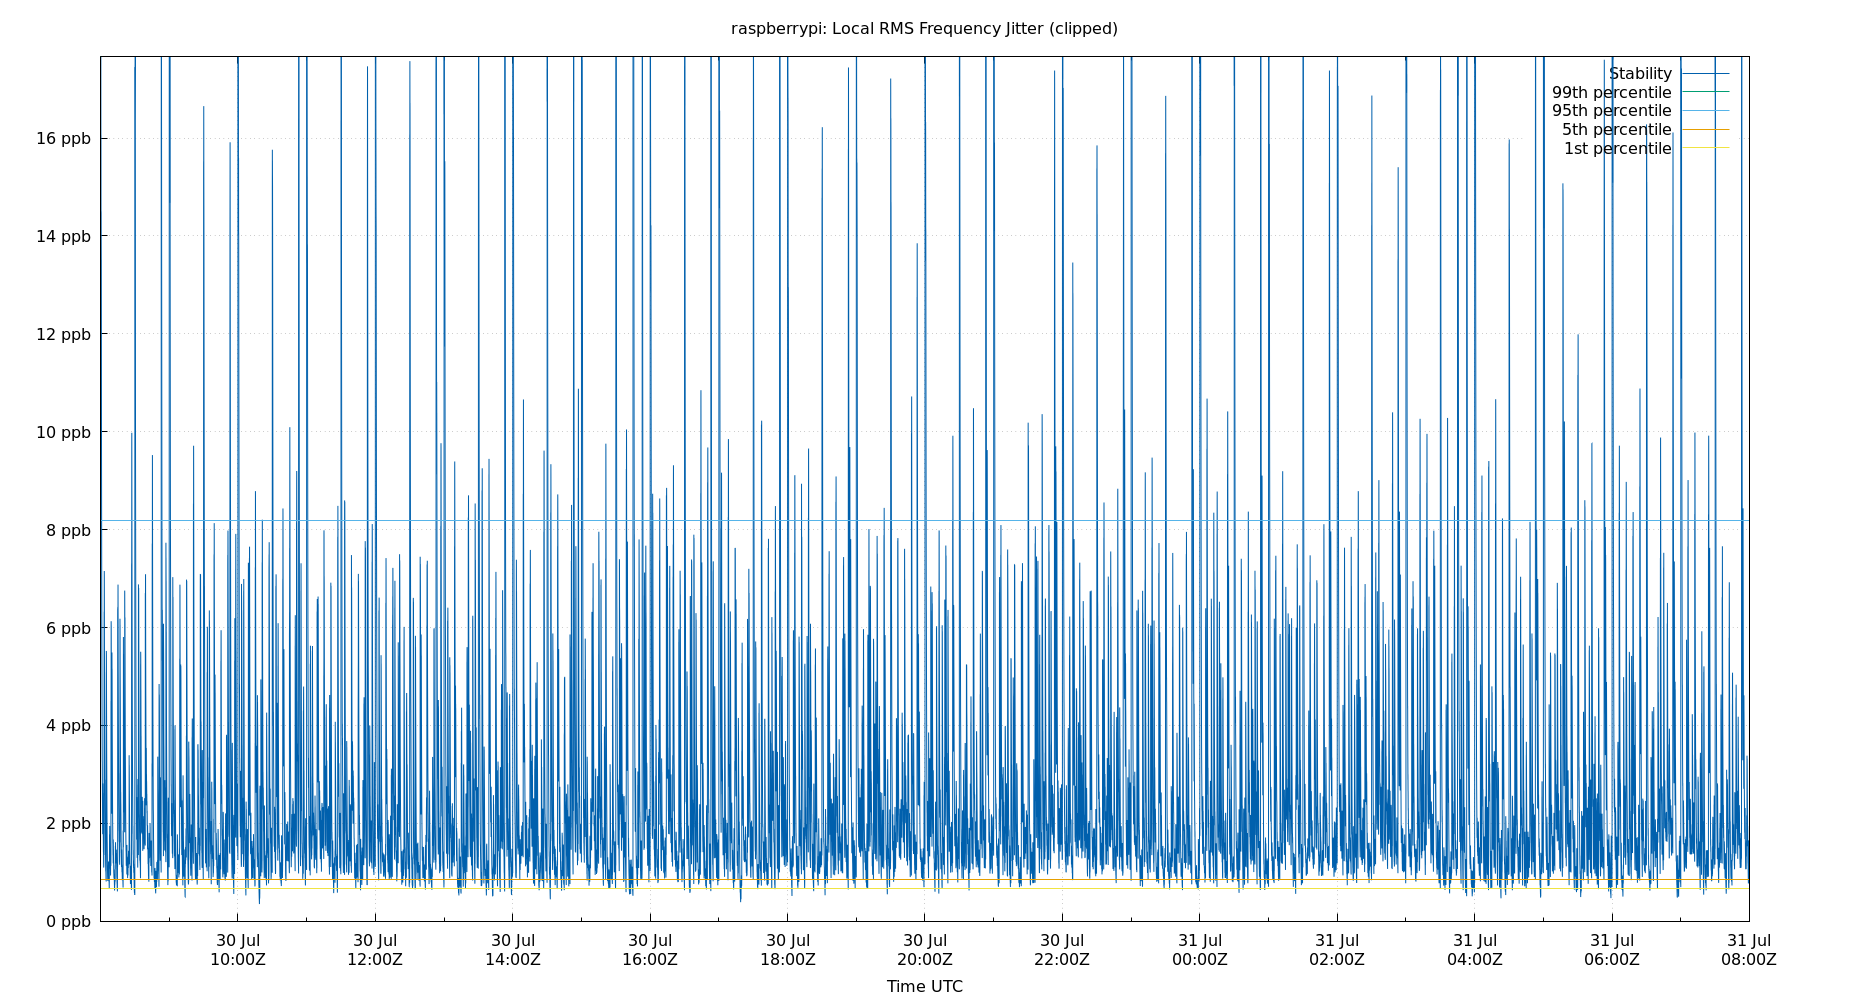 raspberrypi: Local RMS Frequency Jitter (clipped)
Stability
99th percentile
95th percentile
5th percentile
1st percentile
16 ppb
14 ppb
12 ppb
10 ppb
8 ppb
6 ppb
4 ppb
2 ppb
0 ppb
30 Jul 30 Jul 30 Jul 30 Jul 30 Jul 30 Jul 30 Jul 31 Jul 31 Jul 31 Jul 31 Jul 31 Jul
10:00Z 12:00Z 14:00Z 16:00Z 18:00Z 20:00Z 22:00Z 00:00Z 02:00Z 04:00Z 06:00Z 08:00Z
Time UTC